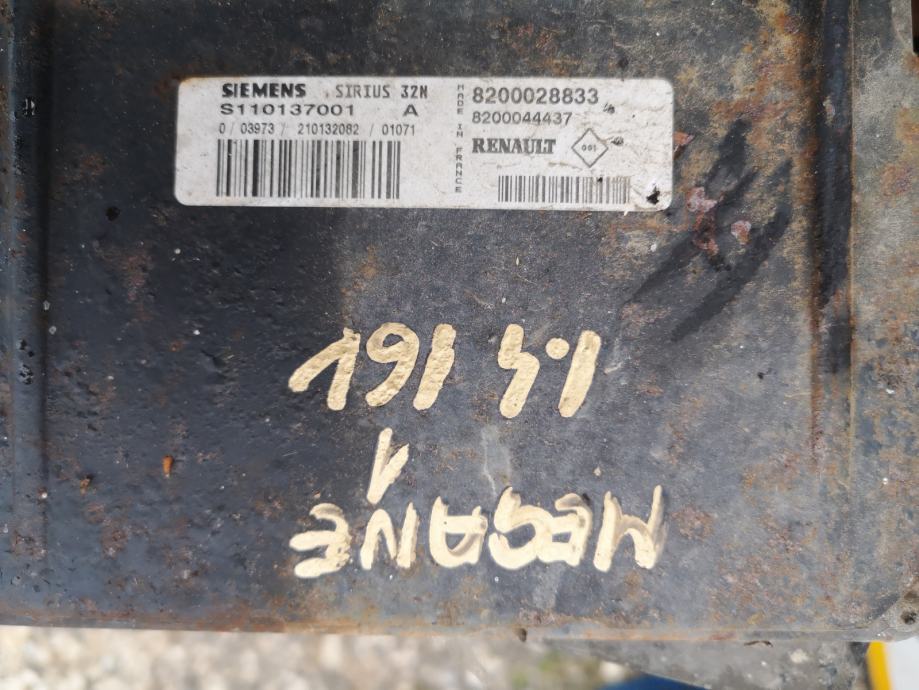 SIEMENS SIRIUS 32N
S110137001 A
0 / 03973 / 210132082 / 01071
MADE IN FRANCE
8200028833
8200044437
RENAULT 001
MEGANE
1
1.4 16V